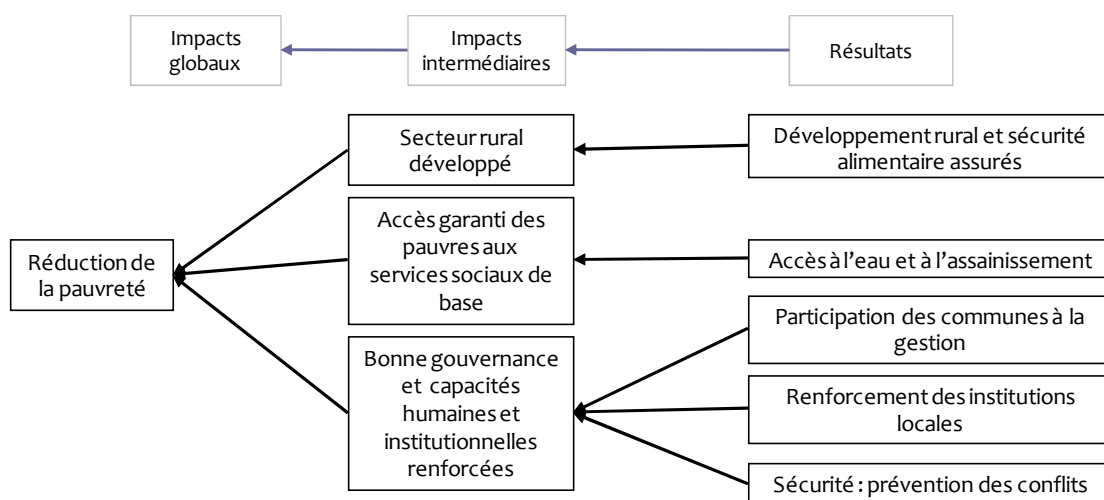 Impacts
globaux
Impacts
intermédiaires
Résultats
Secteur rural
développé
Développement rural et sécurité
alimentaire assurés
Réduction de
la pauvreté
Accès garanti des
pauvres aux
services sociaux de
base
Accès à l'eau et à l'assainissement
Bonne gouvernance
et capacités
humaines et
institutionnelles
renforcées
Participation des communes à la
gestion
Renforcement des institutions
locales
Sécurité : prévention des conflits